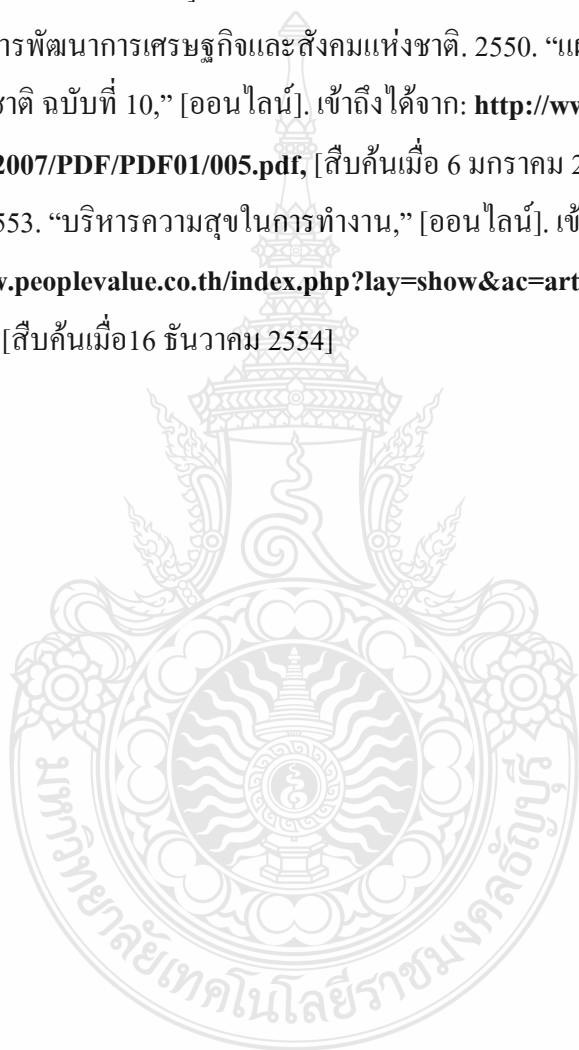 ารพัฒนาการเศรษฐกิจและสังคมแห่งชาติ. 2550. “แผ
ชาติ ฉบับที่ 10,” [ออนไลน์]. เข้าถึงได้จาก: http://ww
2007/PDF/PDF01/005.pdf, [สืบค้นเมื่อ 6 มกราคม 2
553. “บริหารความสุขในการทำงาน,” [ออนไลน์]. เข้
w.peoplevalue.co.th/index.php?lay=show&ac=art
[สืบค้นเมื่อ16 ธันวาคม 2554]
มหาวิทยาลัยเทคโนโลยีราชมงคลธัญบุรี